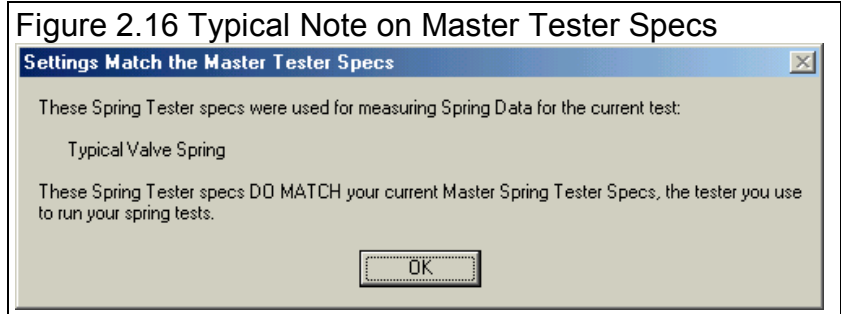 Figure 2.16 Typical Note on Master Tester Specs
Settings Match the Master Tester Specs
These Spring Tester specs were used for measuring Spring Data for the current test:
Typical Valve Spring
These Spring Tester specs DO MATCH your current Master Spring Tester Specs, the tester you use
to run your spring tests.
OK